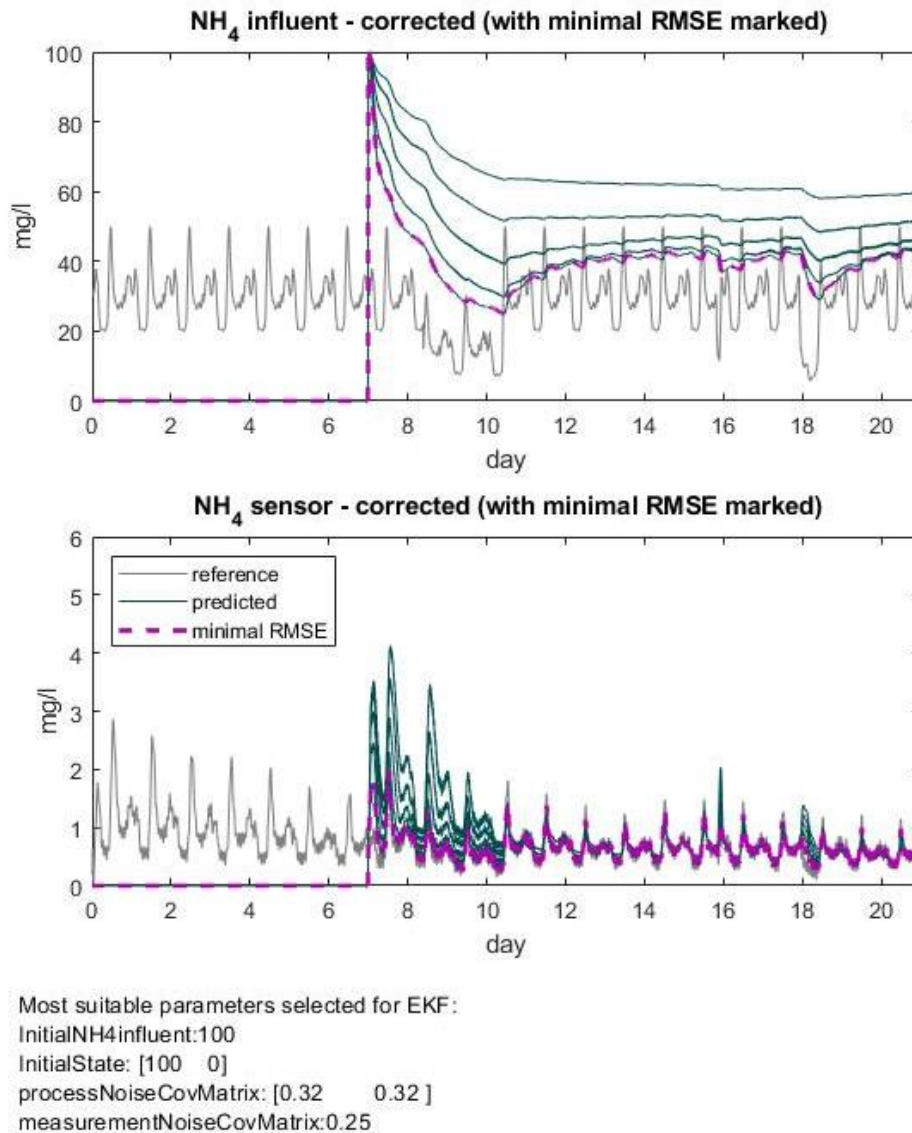 NH4 influent - corrected (with minimal RMSE marked)
100
80
60
40
20
0
mg/l
0 2 4 6 8 10 12 14 16 18 20
day
NH4 sensor - corrected (with minimal RMSE marked)
6
5
4
3
2
1
0
mg/l
reference
predicted
minimal RMSE
0 2 4 6 8 10 12 14 16 18 20
day
Most suitable parameters selected for EKF:
InitialNH4influent:100
InitialState: [100 0]
processNoiseCovMatrix: [0.32 0.32 ]
measurementNoiseCovMatrix:0.25